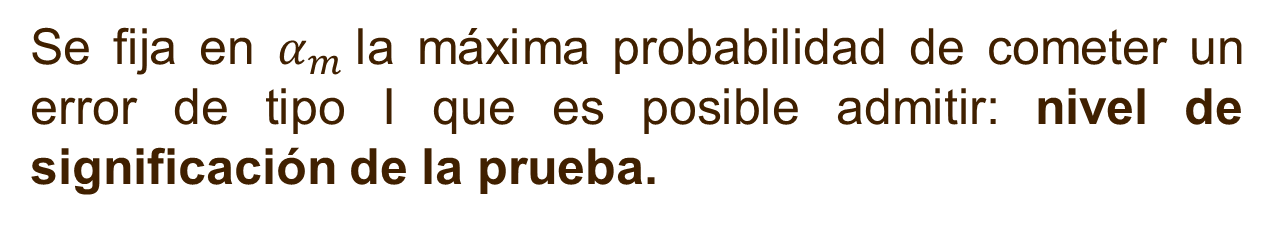 Se fija en αₘ la máxima probabilidad de cometer un
error de tipo I que es posible admitir: nivel de
significación de la prueba.